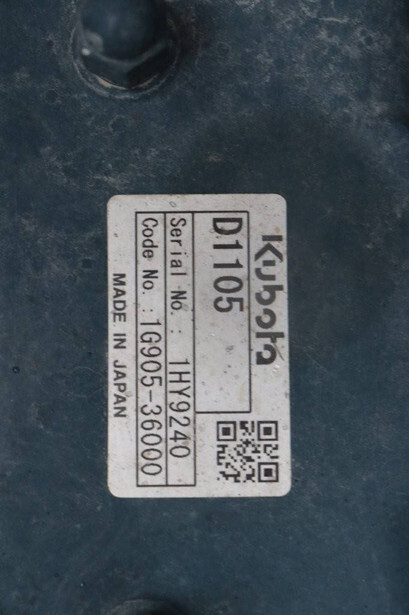 Kubota
D1105
Serial No. : 1HY9240
Code No. : 1G905-36000
MADE IN JAPAN